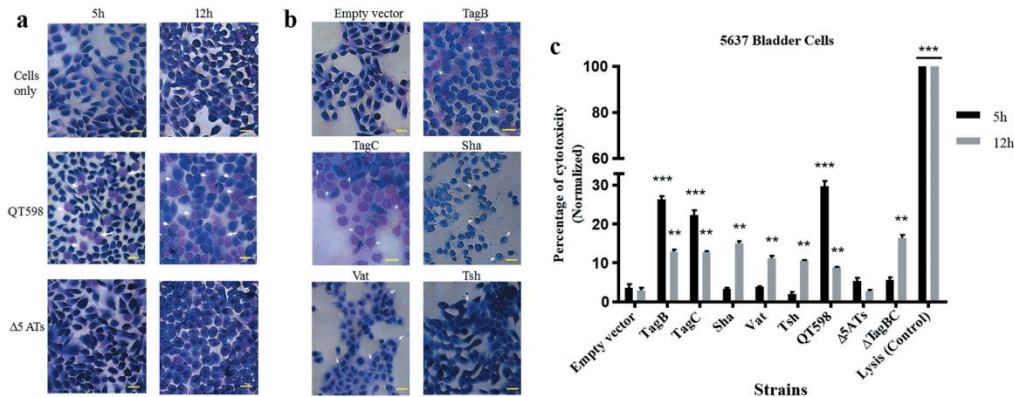 a
5h 12h
Cells
only
QT598
Δ5 ATs
b
Empty vector TagB
TagC Sha
Vat Tsh
c
5637 Bladder Cells
Percentage of cytotoxicity
(Normalized)
100
80
60
30
20
10
0
***
**
***
**
**
**
**
***
**
**
***
5h
12h
Empty vector
TagB
TagC
Sha
Vat
Tsh
QT598
Δ5ATs
ΔTagBC
Lysis (Control)
Strains